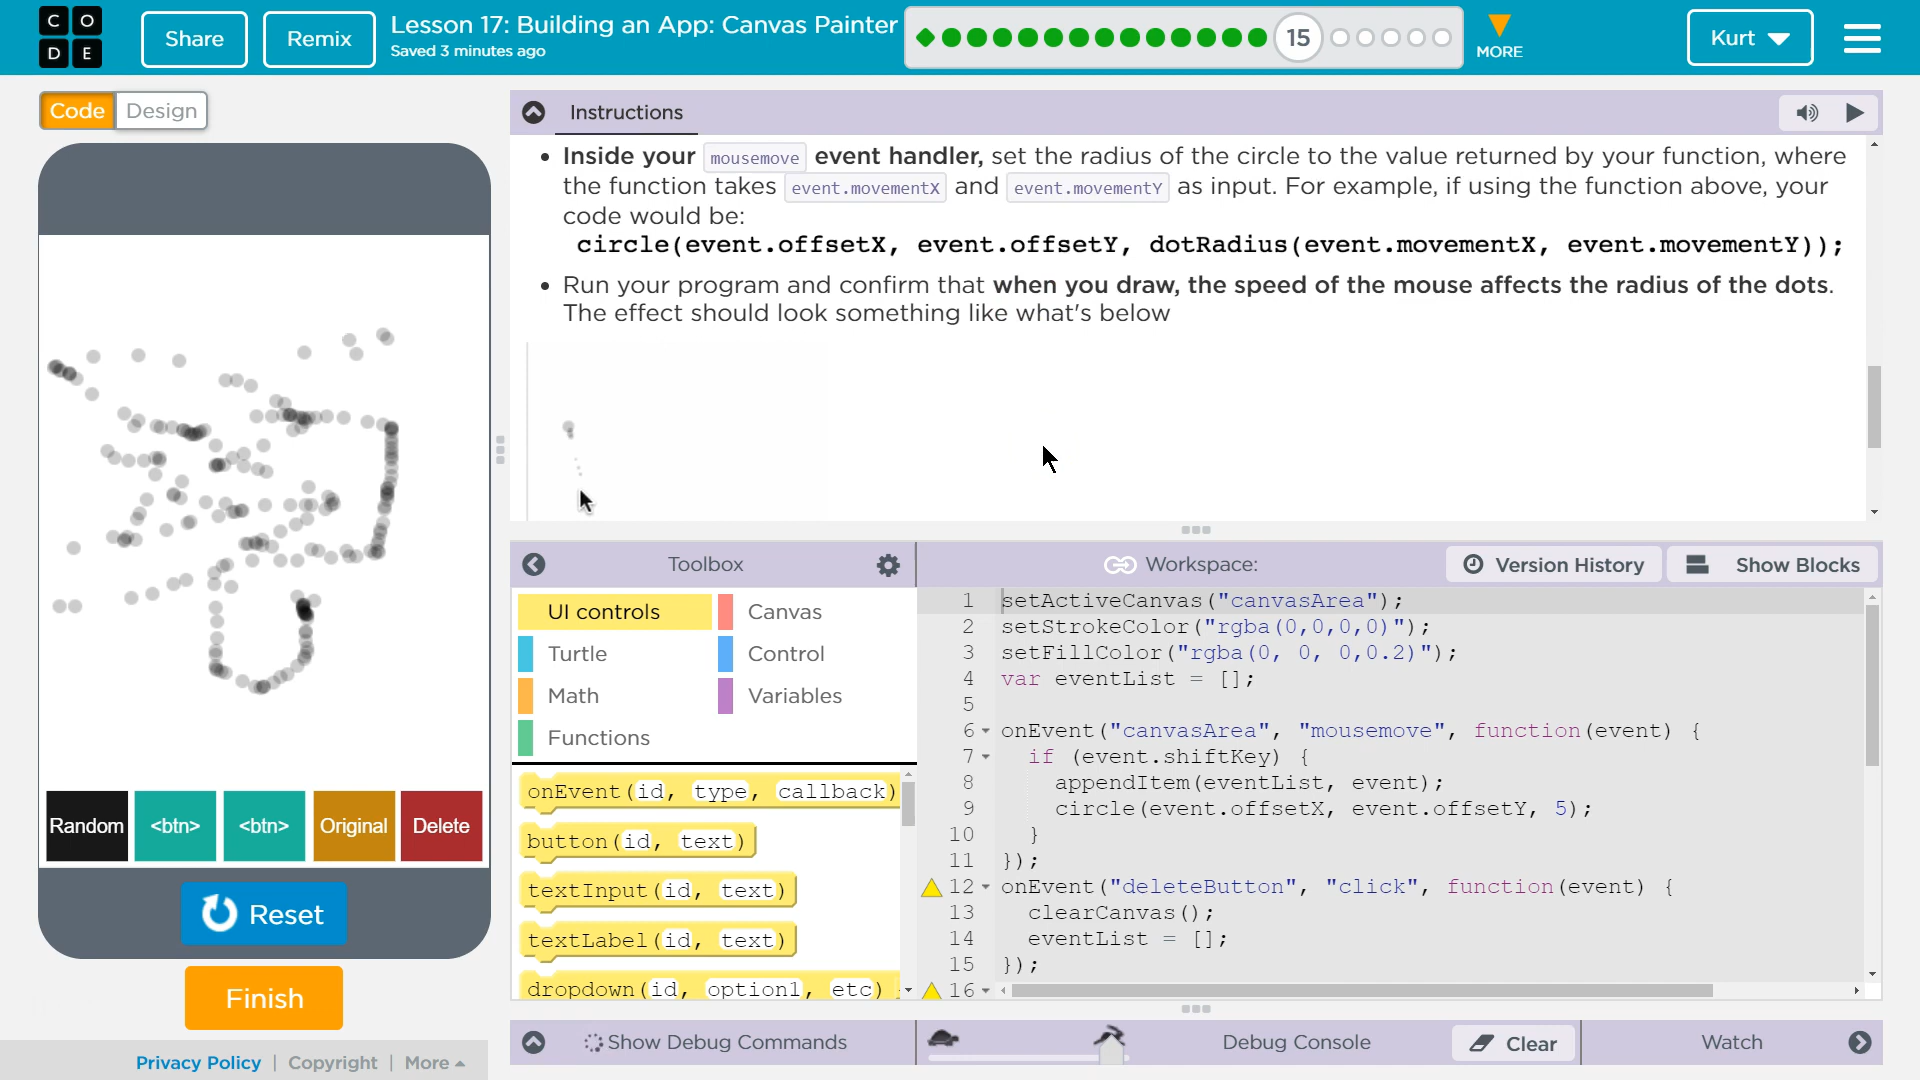 CO
DE
Share
Remix
Lesson 17: Building an App: Canvas Painter
Saved 3 minutes ago
15
MORE
Kurt
Code
Design
Instructions
Inside your mousemove event handler, set the radius of the circle to the value returned by your function, where
the function takes event.movementX and event.movementY as input. For example, if using the function above, your
code would be:
circle(event.offsetX, event.offsetY, dotRadius(event.movementX, event.movementY));
Run your program and confirm that when you draw, the speed of the mouse affects the radius of the dots.
The effect should look something like what's below
Random
<btn>
<btn>
Original
Delete
Reset
Finish
Privacy Policy | Copyright | More
Toolbox
UI controls
Canvas
Turtle
Control
Math
Variables
Functions
onEvent(id, type, callback)
button(id, text)
textInput(id, text)
textLabel(id, text)
dropdown(id, option1, etc)
Workspace:
Version History
Show Blocks
1 setActiveCanvas("canvasArea");
2 setStrokeColor("rgba(0,0,0,0)");
3 setFillColor("rgba(0, 0, 0,0.2)");
4 var eventList = [];
5
6 onEvent("canvasArea", "mousemove", function(event) {
7 if (event.shiftKey) {
8 appendItem(eventList, event);
9 circle(event.offsetX, event.offsetY, 5);
10 }
11 });
12 onEvent("deleteButton", "click", function(event) {
13 clearCanvas();
14 eventList = [];
15 });
16
Show Debug Commands
Debug Console
Clear
Watch